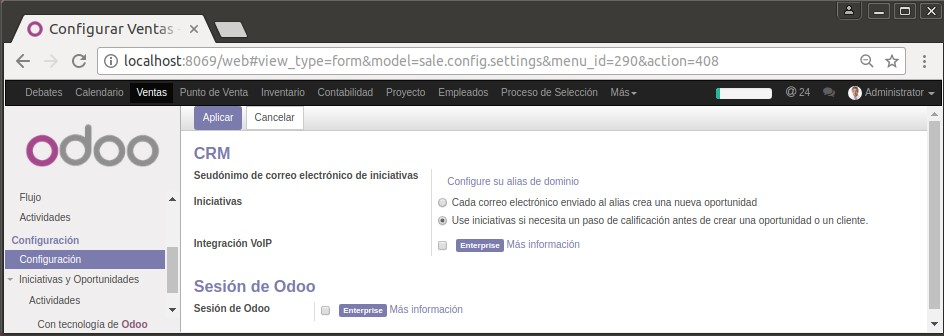 Configurar Ventas
localhost:8069/web#view_type=form&model=sale.config.settings&menu_id=290&action=408
Debates Calendario Ventas Punto de Venta Inventario Contabilidad Proyecto Empleados Proceso de Selección Más @ 24 Administrator
odoo
Flujo
Actividades
Configuración
Configuración
Iniciativas y Oportunidades
Actividades
Con tecnología de Odoo
Aplicar Cancelar
CRM
Seudónimo de correo electrónico de iniciativas
Configure su alias de dominio
Iniciativas
Cada correo electrónico enviado al alias crea una nueva oportunidad
Use iniciativas si necesita un paso de calificación antes de crear una oportunidad o un cliente.
Integración VoIP
Enterprise Más información
Sesión de Odoo
Sesión de Odoo
Enterprise Más información